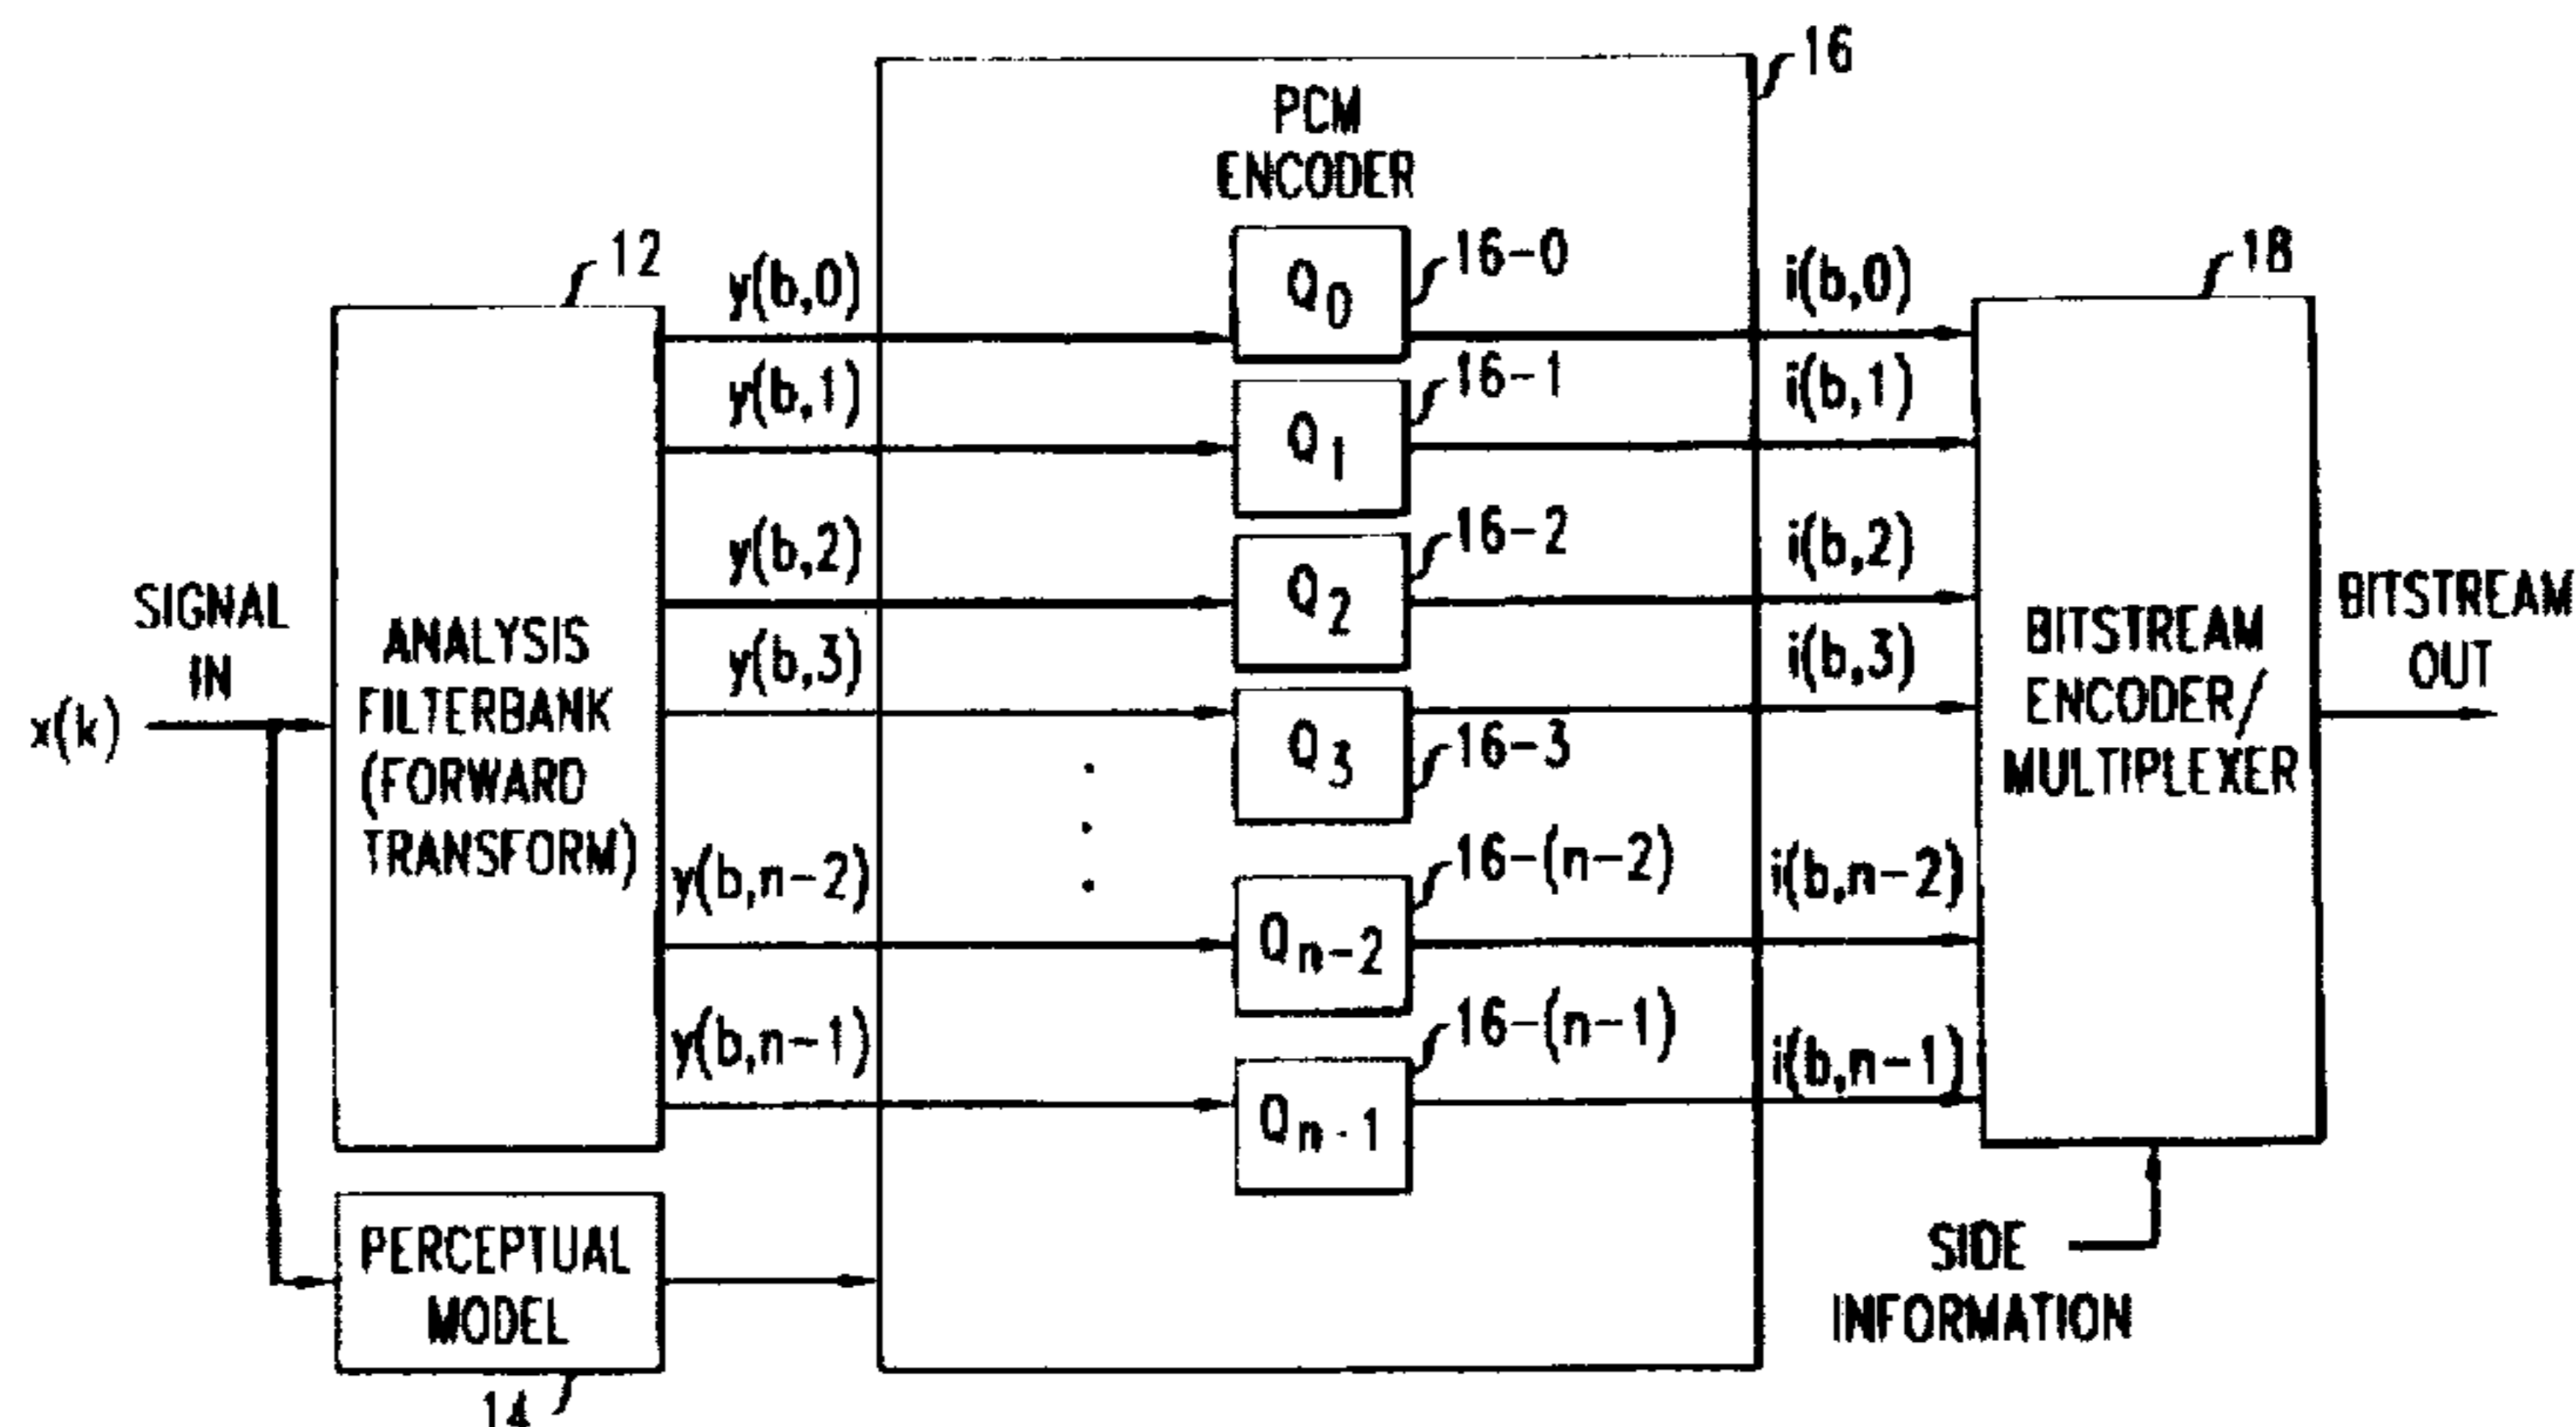 16
PCM
ENCODER
12
y(b,0)
Q0
16-0
i(b,0)
18
y(b,1)
Q1
16-1
i(b,1)
y(b,2)
Q2
16-2
i(b,2)
y(b,3)
Q3
16-3
i(b,3)
SIGNAL
IN
x(k)
ANALYSIS
FILTERBANK
(FORWARD
TRANSFORM)
BITSTREAM
ENCODER/
MULTIPLEXER
BITSTREAM
OUT
y(b,n-2)
Qn-2
16-(n-2)
i(b,n-2)
y(b,n-1)
Qn-1
16-(n-1)
i(b,n-1)
PERCEPTUAL
MODEL
14
SIDE
INFORMATION